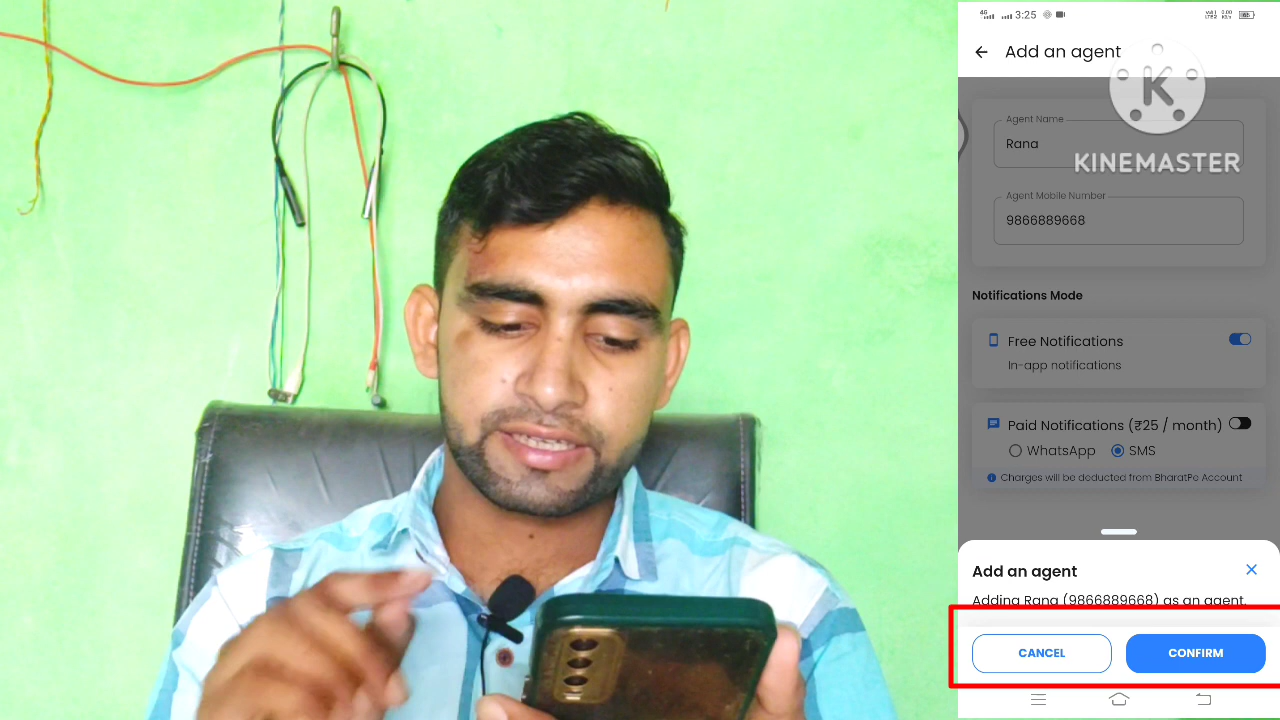 4G 3:25 65
Add an agent
K
KINEMASTER
Agent Name
Rana
Agent Mobile Number
9866889668
Notifications Mode
Free Notifications
In-app notifications
Paid Notifications (₹25 / month)
WhatsApp SMS
Charges will be deducted from BharatPe Account
Add an agent
Adding Rana (9866889668) as an agent.
CANCEL CONFIRM